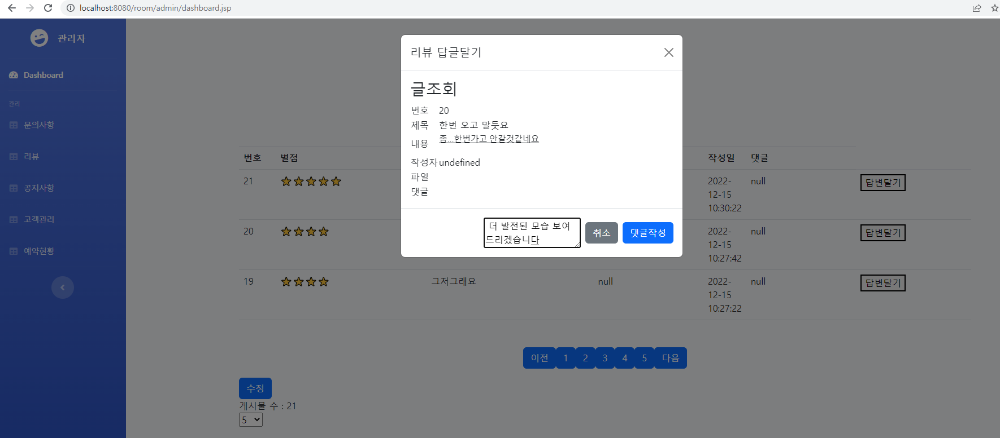 localhost:8080/room/admin/dashboard.jsp
관리자
Dashboard
관리
문의사항
리뷰
공지사항
고객관리
예약현황
리뷰 답글달기
글조회
번호 20
제목 한번 오고 말듯요
내용 좀...한번가고 안갈것같네요
작성자 undefined
파일
댓글
더 발전된 모습 보여
드리겠습니다
취소 댓글작성
번호 별점 작성일 댓글
21 2022-
12-15
10:30:22 null 답변달기
20 2022-
12-15
10:27:42 null 답변달기
19 그저그래요 null 2022-
12-15
10:27:22 null 답변달기
이전 1 2 3 4 5 다음
수정
게시물 수 : 21
5